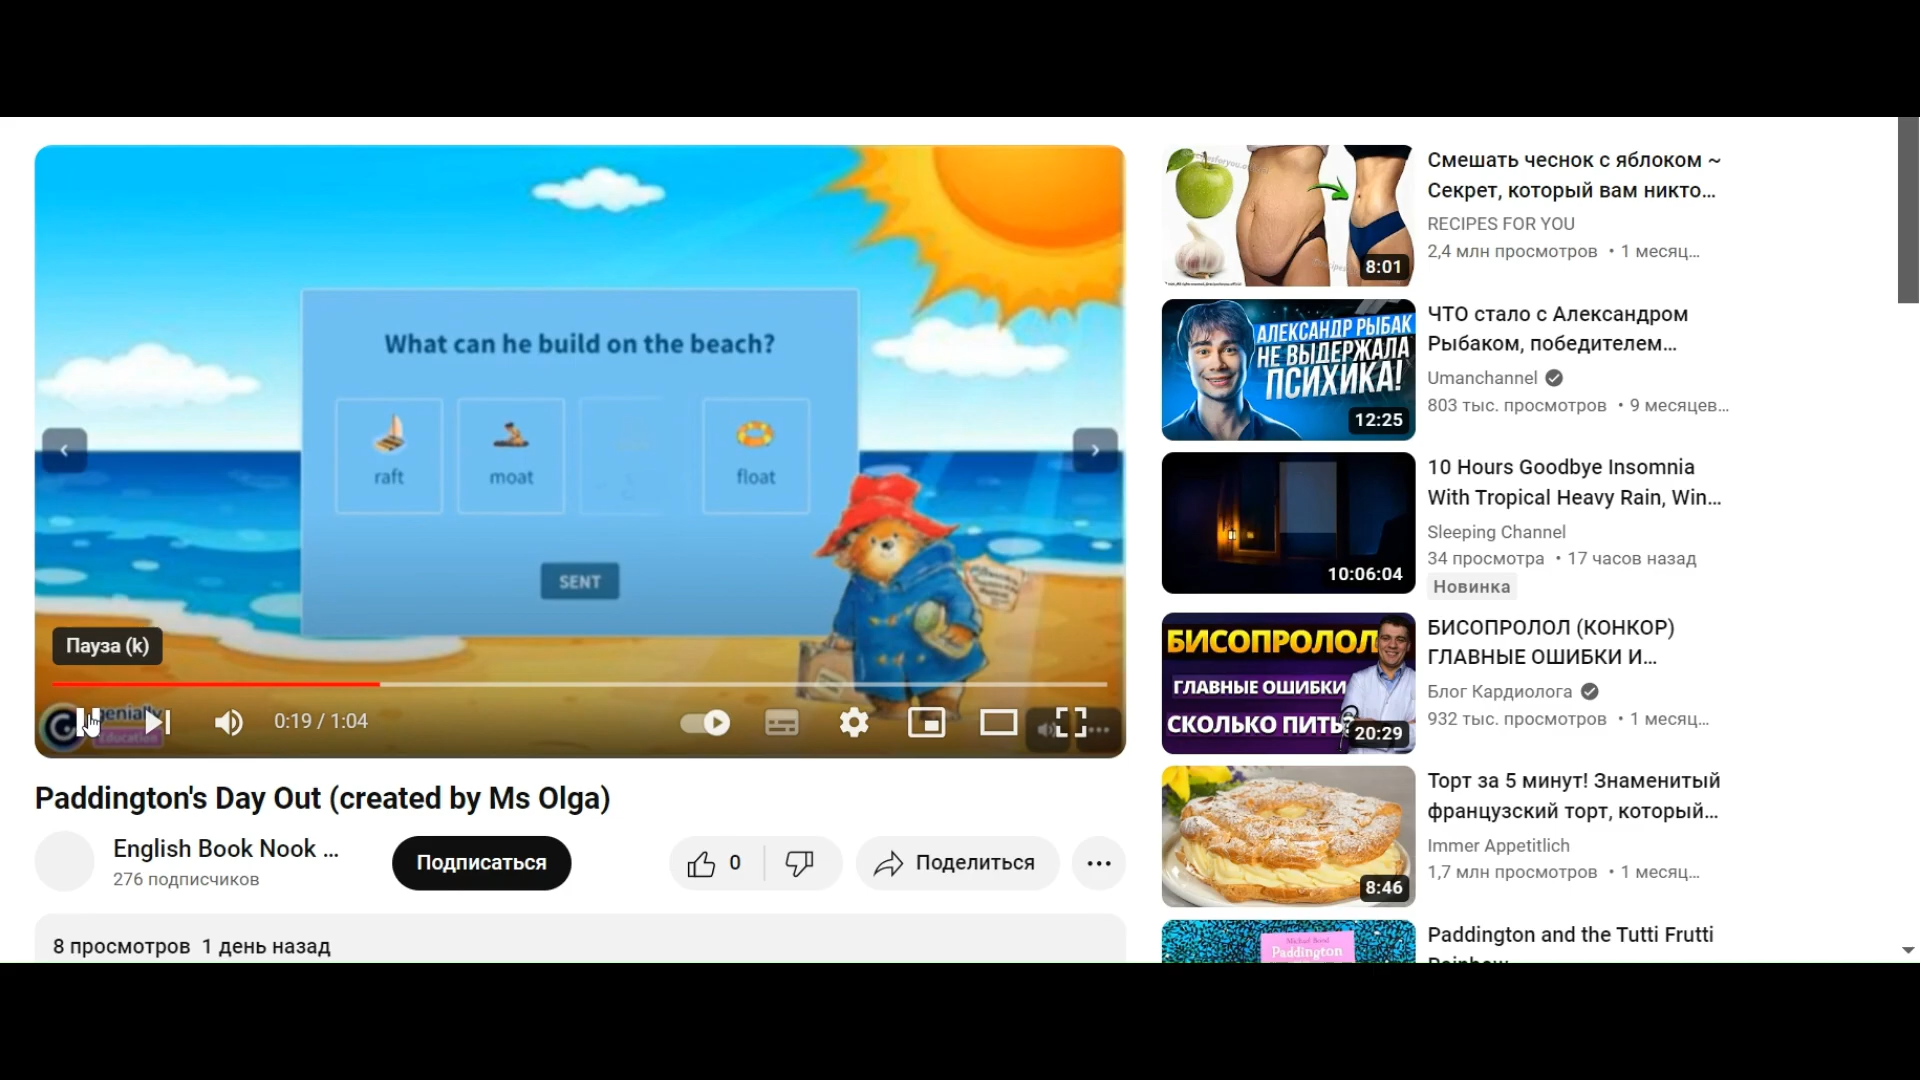 What can he build on the beach?
raft
moat
float
SENT
Пауза (k)
genially
Education
0:19 / 1:04
Paddington's Day Out (created by Ms Olga)
English Book Nook ...
276 подписчиков
Подписаться
0
Поделиться
8 просмотров 1 день назад
8:01
Смешать чеснок с яблоком ~
Секрет, который вам никто...
RECIPES FOR YOU
2,4 млн просмотров • 1 месяц...
АЛЕКСАНДР РЫБАК
НЕ ВЫДЕРЖАЛА
ПСИХИКА!
12:25
ЧТО стало с Александром
Рыбаком, победителем...
Umanchannel
803 тыс. просмотров • 9 месяцев...
10:06:04
10 Hours Goodbye Insomnia
With Tropical Heavy Rain, Win...
Sleeping Channel
34 просмотра • 17 часов назад
Новинка
БИСОПРОЛОЛ
ГЛАВНЫЕ ОШИБКИ
СКОЛЬКО ПИТЬ?
20:29
БИСОПРОЛОЛ (КОНКОР)
ГЛАВНЫЕ ОШИБКИ И...
Блог Кардиолога
932 тыс. просмотров • 1 месяц...
8:46
Торт за 5 минут! Знаменитый
французский торт, который...
Immer Appetitlich
1,7 млн просмотров • 1 месяц...
Michael Bond
Paddington
Paddington and the Tutti Frutti
Rainbow